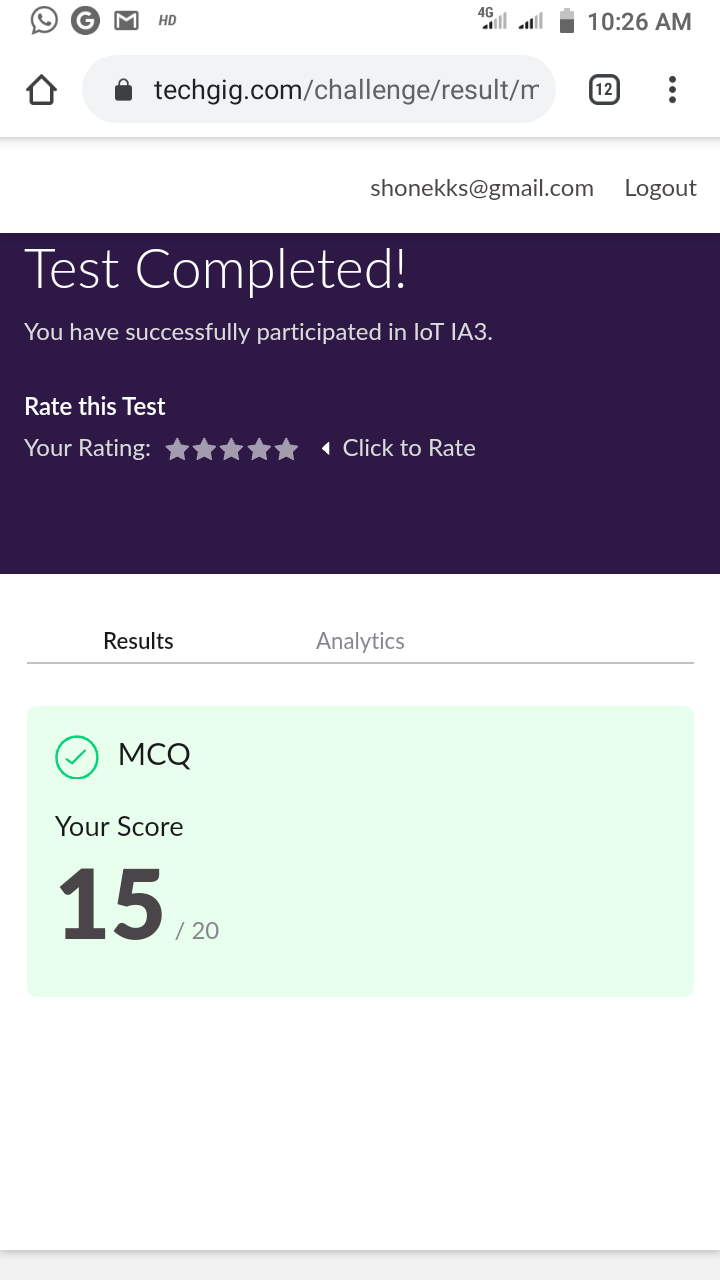 HD 4G 10:26 AM
techgig.com/challenge/result/m 12
shonekks@gmail.com Logout
Test Completed!
You have successfully participated in IoT IA3.
Rate this Test
Your Rating: Click to Rate
Results Analytics
MCQ
Your Score
15 / 20